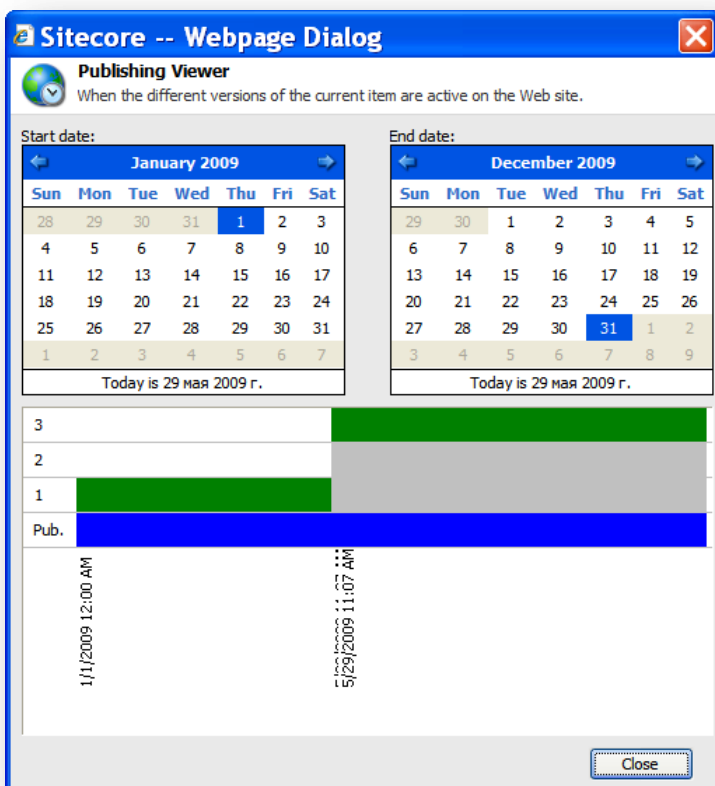 Sitecore -- Webpage Dialog
Publishing Viewer
When the different versions of the current item are active on the Web site.
Start date:
January 2009
Sun Mon Tue Wed Thu Fri Sat
28 29 30 31 1 2 3
4 5 6 7 8 9 10
11 12 13 14 15 16 17
18 19 20 21 22 23 24
25 26 27 28 29 30 31
1 2 3 4 5 6 7
Today is 29 мая 2009 г.
End date:
December 2009
Sun Mon Tue Wed Thu Fri Sat
29 30 1 2 3 4 5
6 7 8 9 10 11 12
13 14 15 16 17 18 19
20 21 22 23 24 25 26
27 28 29 30 31 1 2
3 4 5 6 7 8 9
Today is 29 мая 2009 г.
3
2
1
Pub.
1/1/2009 12:00 AM
5/29/2009 11:07 AM
Close